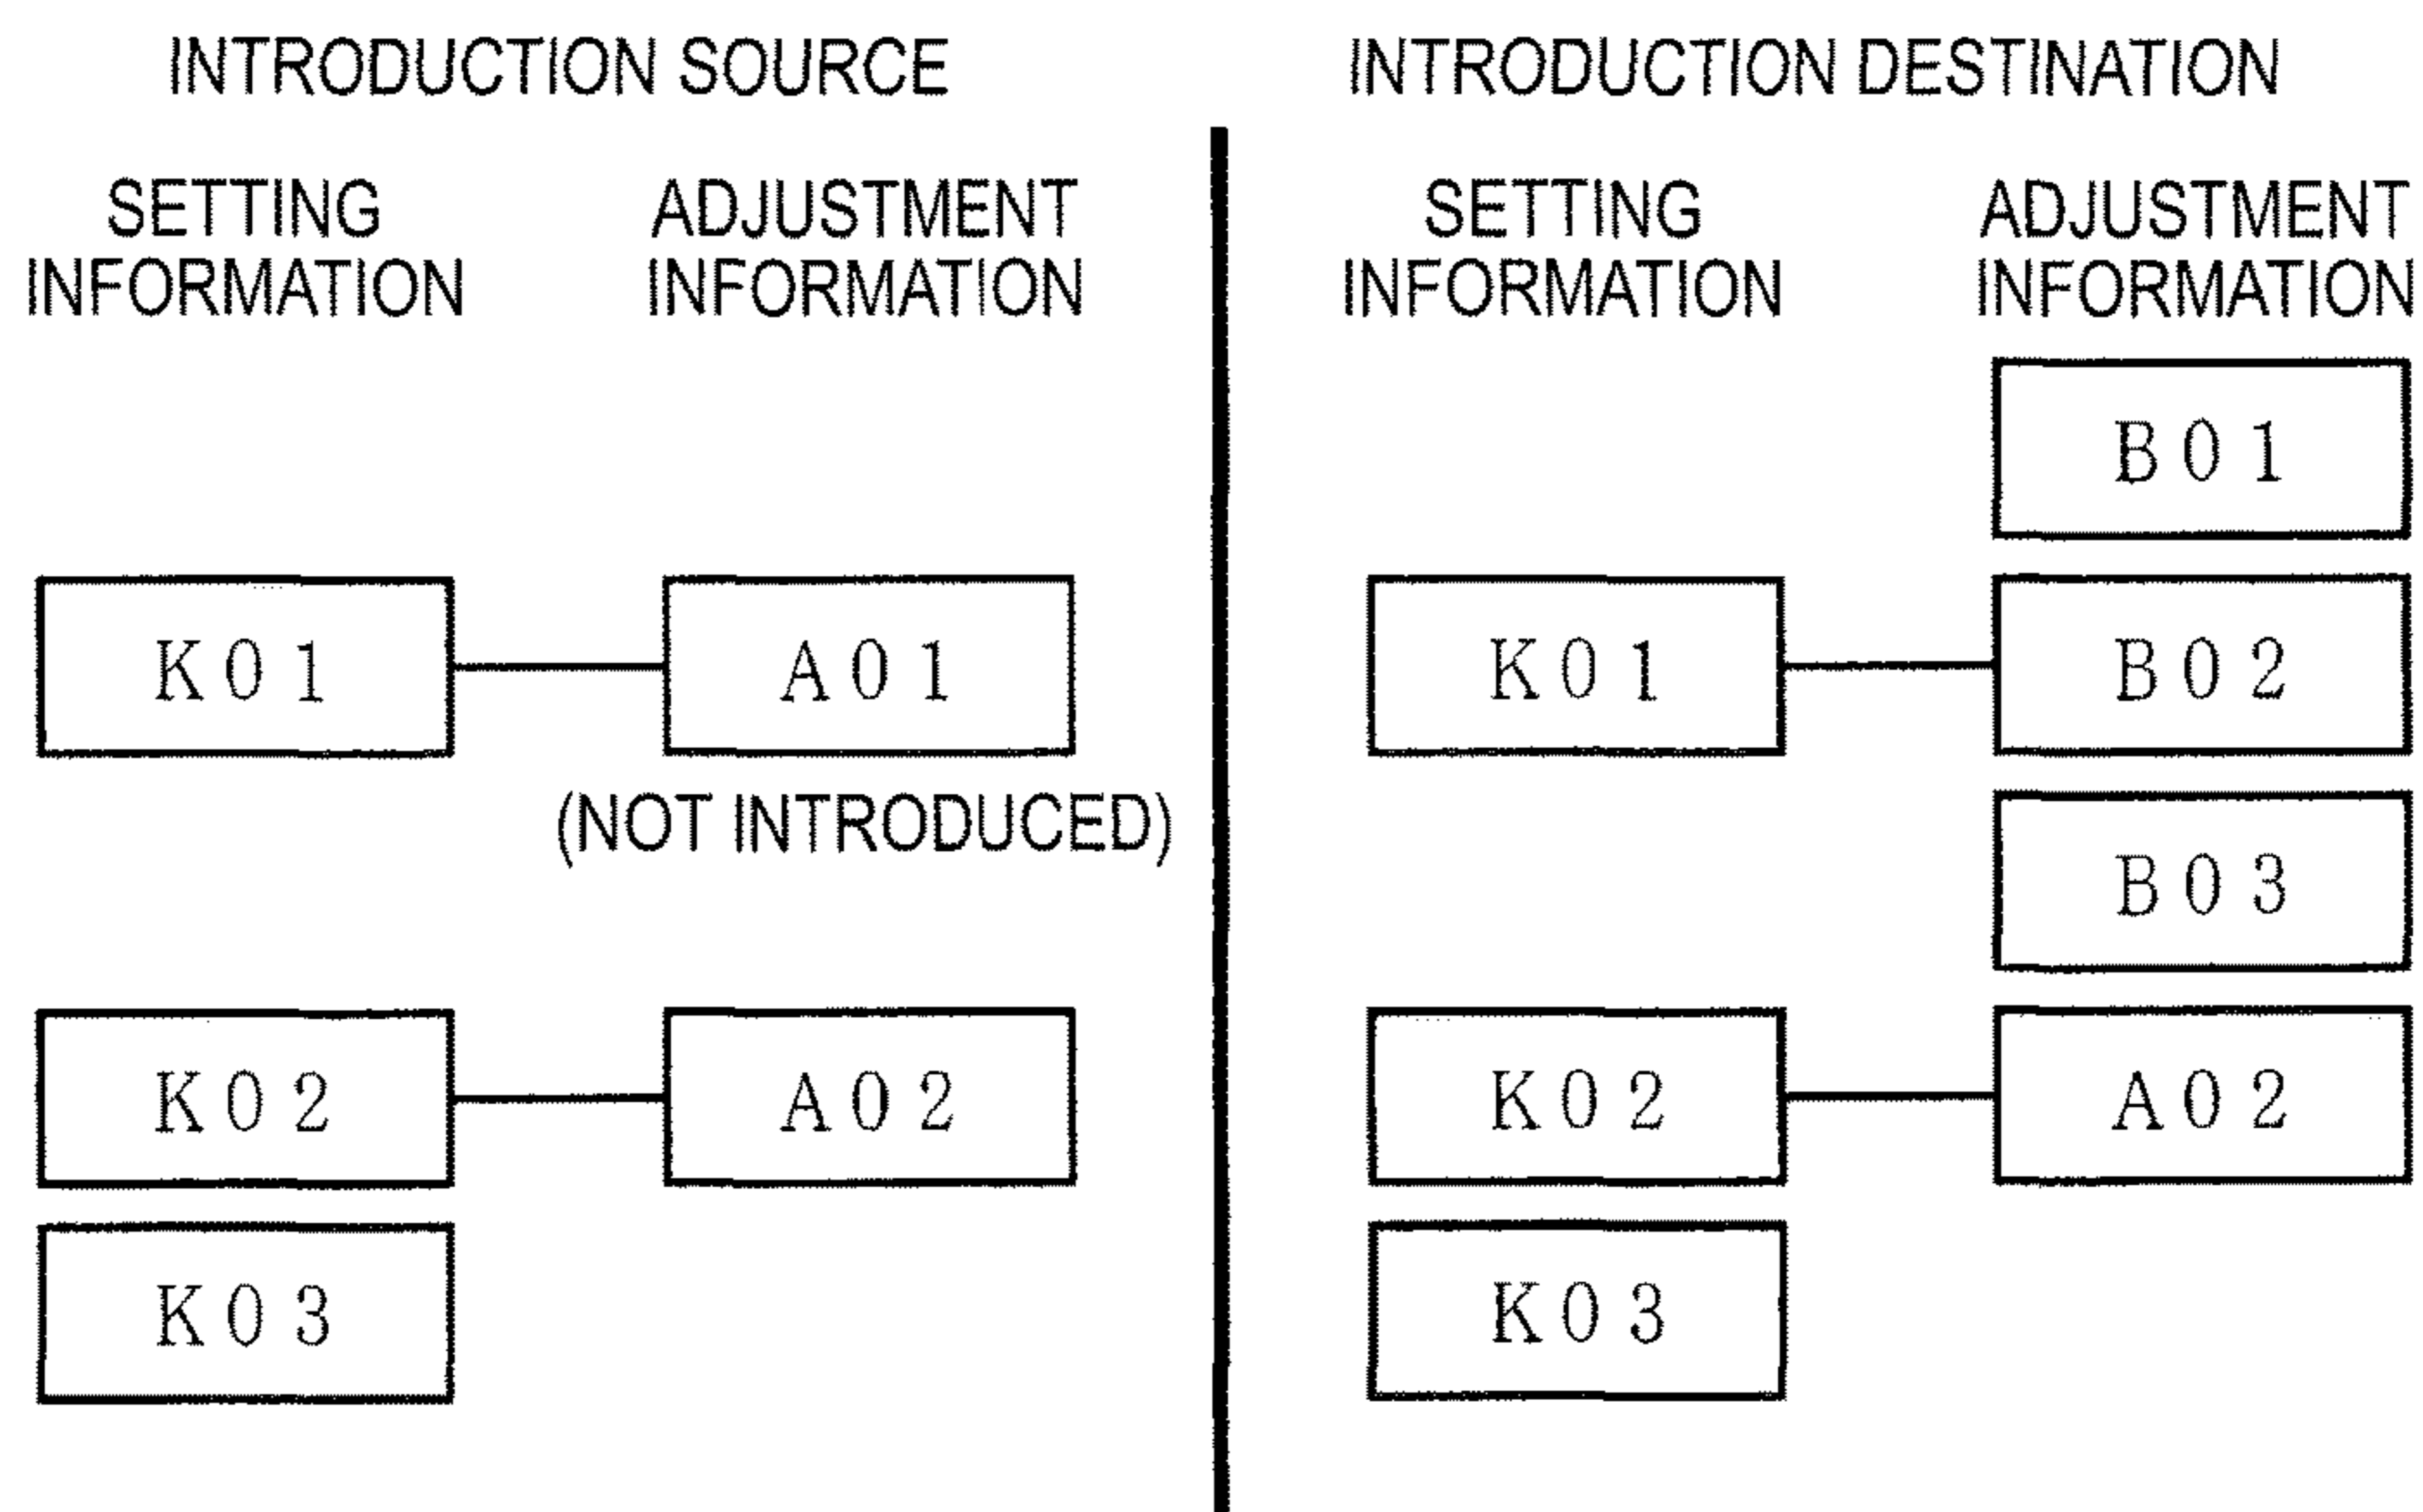 INTRODUCTION SOURCE
SETTING
INFORMATION
ADJUSTMENT
INFORMATION
K01
A01
(NOT INTRODUCED)
K02
A02
K03
INTRODUCTION DESTINATION
SETTING
INFORMATION
ADJUSTMENT
INFORMATION
B01
K01
B02
B03
K02
A02
K03